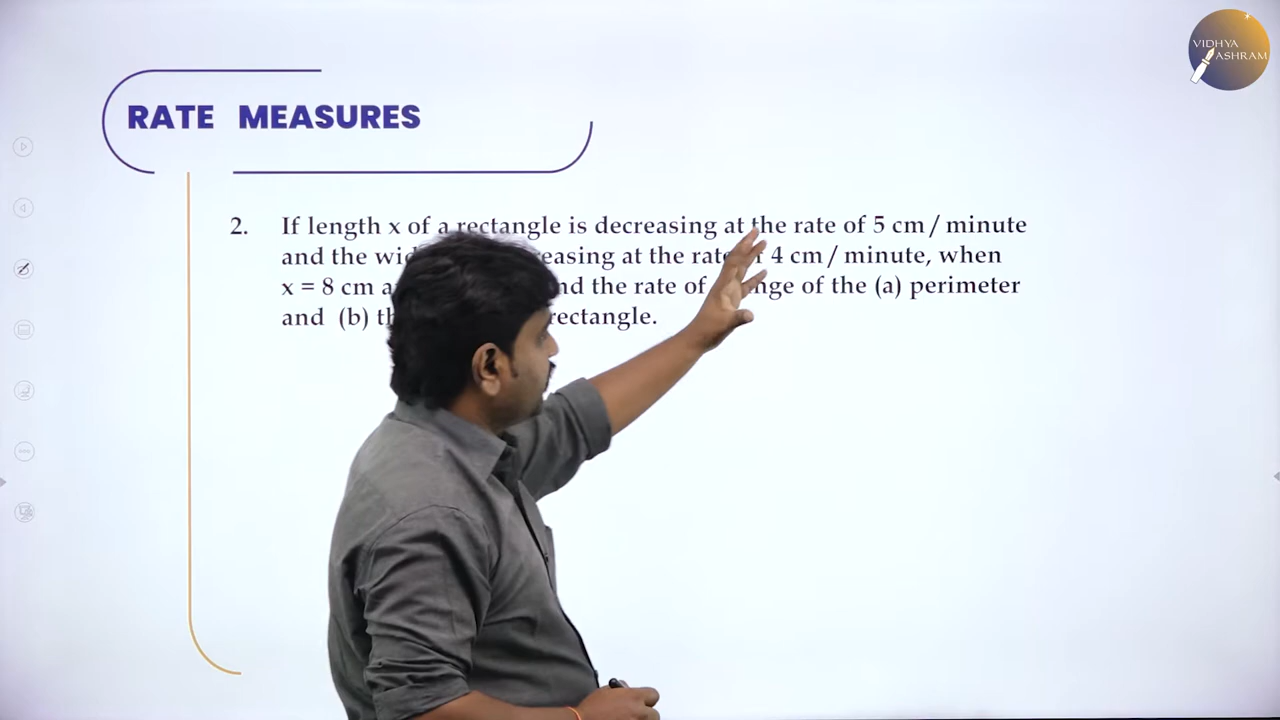 VIDHYA
ASHRAM
RATE MEASURES
2. If length x of a rectangle is decreasing at the rate of 5 cm / minute
and the easing at the rate 4 cm / minute, when
x = 8 cm nd the rate of nge of the (a) perimeter
and (b) rectangle.